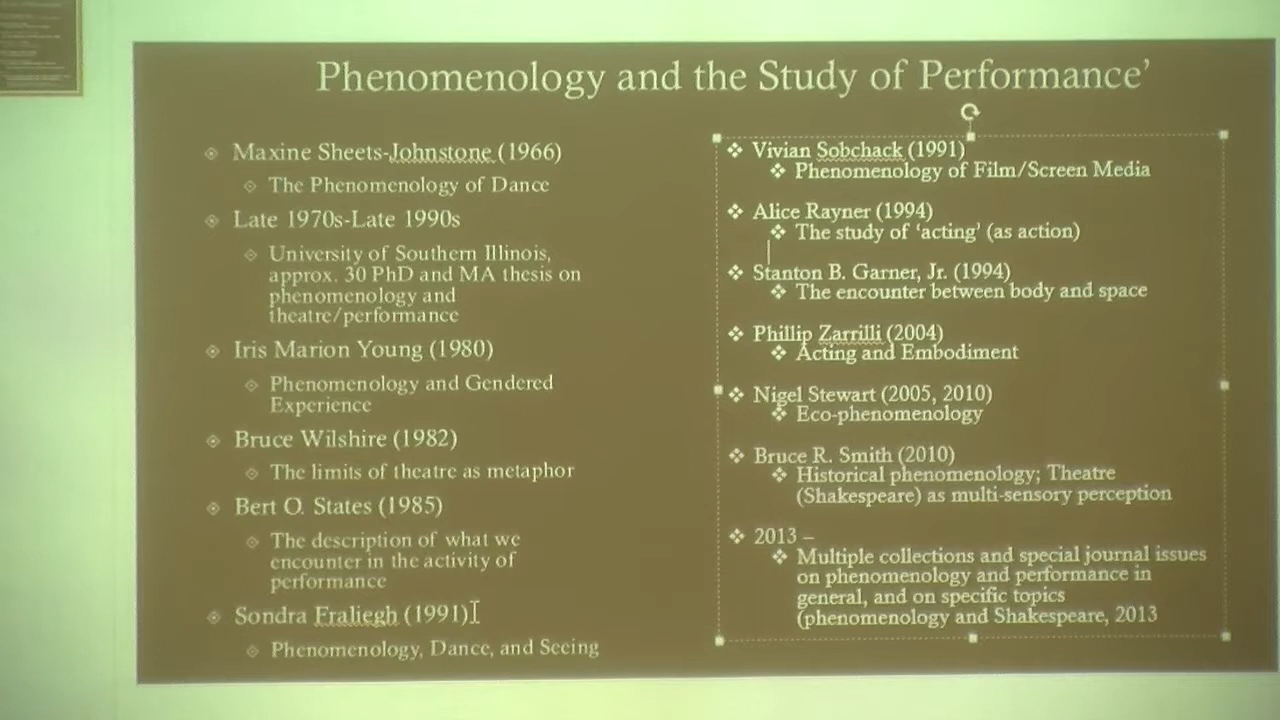 Phenomenology and the Study of Performance’
Maxine Sheets-Johnstone (1966)
The Phenomenology of Dance
Late 1970s-Late 1990s
University of Southern Illinois,
approx. 30 PhD and MA thesis on
phenomenology and
theatre/performance
Iris Marion Young (1980)
Phenomenology and Gendered
Experience
Bruce Wilshire (1982)
The limits of theatre as metaphor
Bert O. States (1985)
The description of what we
encounter in the activity of
performance
Sondra Fraliegh (1991)
Phenomenology, Dance, and Seeing
Vivian Sobchack (1991)
Phenomenology of Film/Screen Media
Alice Rayner (1994)
The study of ‘acting’ (as action)
Stanton B. Garner, Jr. (1994)
The encounter between body and space
Phillip Zarrilli (2004)
Acting and Embodiment
Nigel Stewart (2005, 2010)
Eco-phenomenology
Bruce R. Smith (2010)
Historical phenomenology; Theatre
(Shakespeare) as multi-sensory perception
2013 –
Multiple collections and special journal issues
on phenomenology and performance in
general, and on specific topics
(phenomenology and Shakespeare, 2013